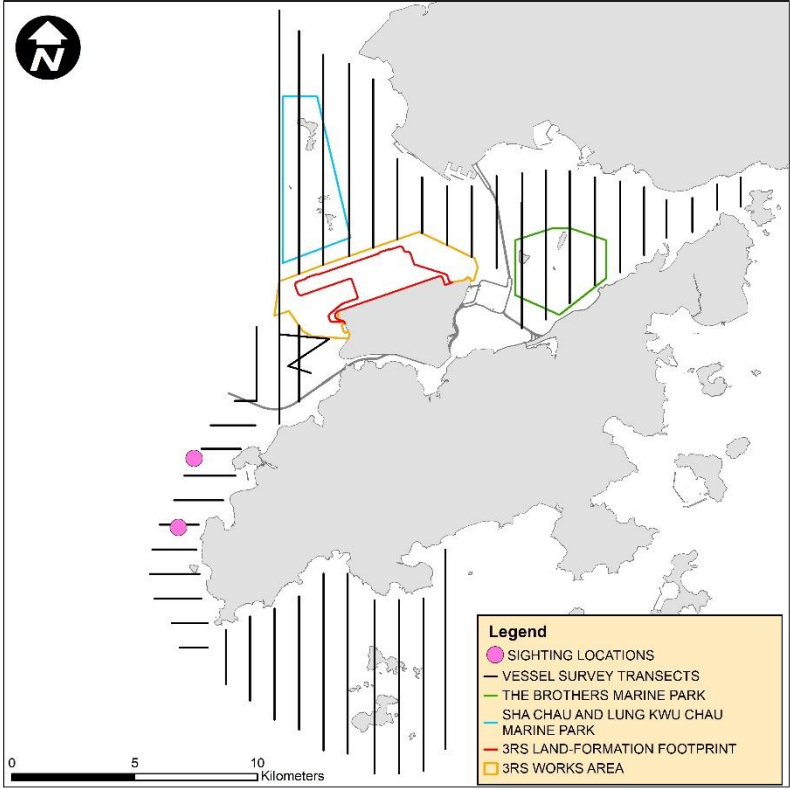 N
Legend
SIGHTING LOCATIONS
VESSEL SURVEY TRANSECTS
THE BROTHERS MARINE PARK
SHA CHAU AND LUNG KWU CHAU
MARINE PARK
3RS LAND-FORMATION FOOTPRINT
3RS WORKS AREA
0 5 10
Kilometers